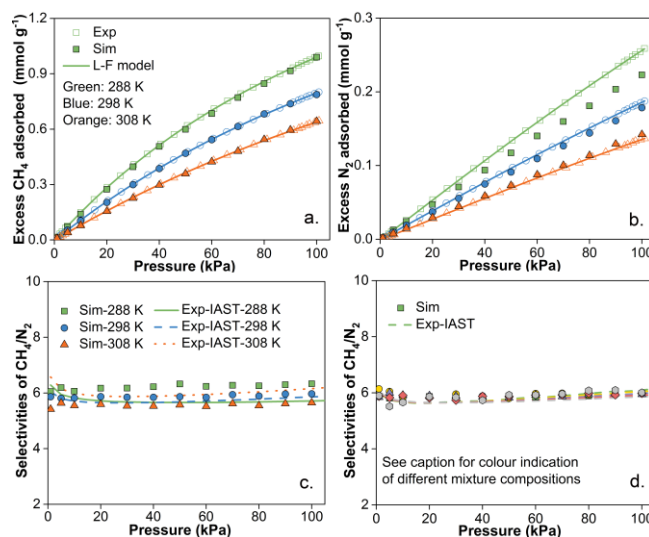 Excess CH4 adsorbed (mmol g-1)
1.2
0.9
0.6
0.3
0.0
Exp
Sim
L-F model
Green: 288 K
Blue: 298 K
Orange: 308 K
a.
0 20 40 60 80 100
Pressure (kPa)
Excess N2 adsorbed (mmol g-1)
0.3
0.2
0.1
0.0
b.
0 20 40 60 80 100
Pressure (kPa)
Selectivities of CH4/N2
10
8
6
4
2
Sim-288 K Exp-IAST-288 K
Sim-298 K Exp-IAST-298 K
Sim-308 K Exp-IAST-308 K
c.
0 20 40 60 80 100
Pressure (kPa)
Selectivities of CH4/N2
10
8
6
4
2
Sim
Exp-IAST
See caption for colour indication
of different mixture compositions
d.
0 20 40 60 80 100
Pressure (kPa)